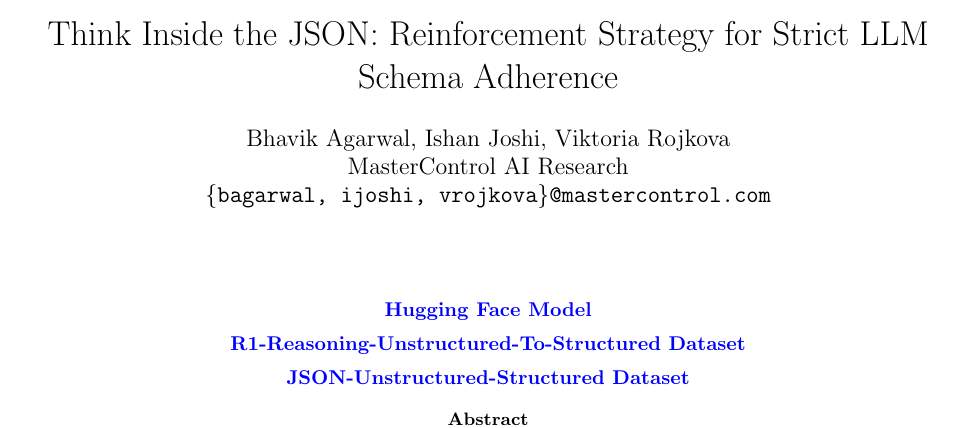 Think Inside the JSON: Reinforcement Strategy for Strict LLM
Schema Adherence
Bhavik Agarwal, Ishan Joshi, Viktoria Rojkova
MasterControl AI Research
{bagarwal, ijoshi, vrojkova}@mastercontrol.com
Hugging Face Model
R1-Reasoning-Unstructured-To-Structured Dataset
JSON-Unstructured-Structured Dataset
Abstract